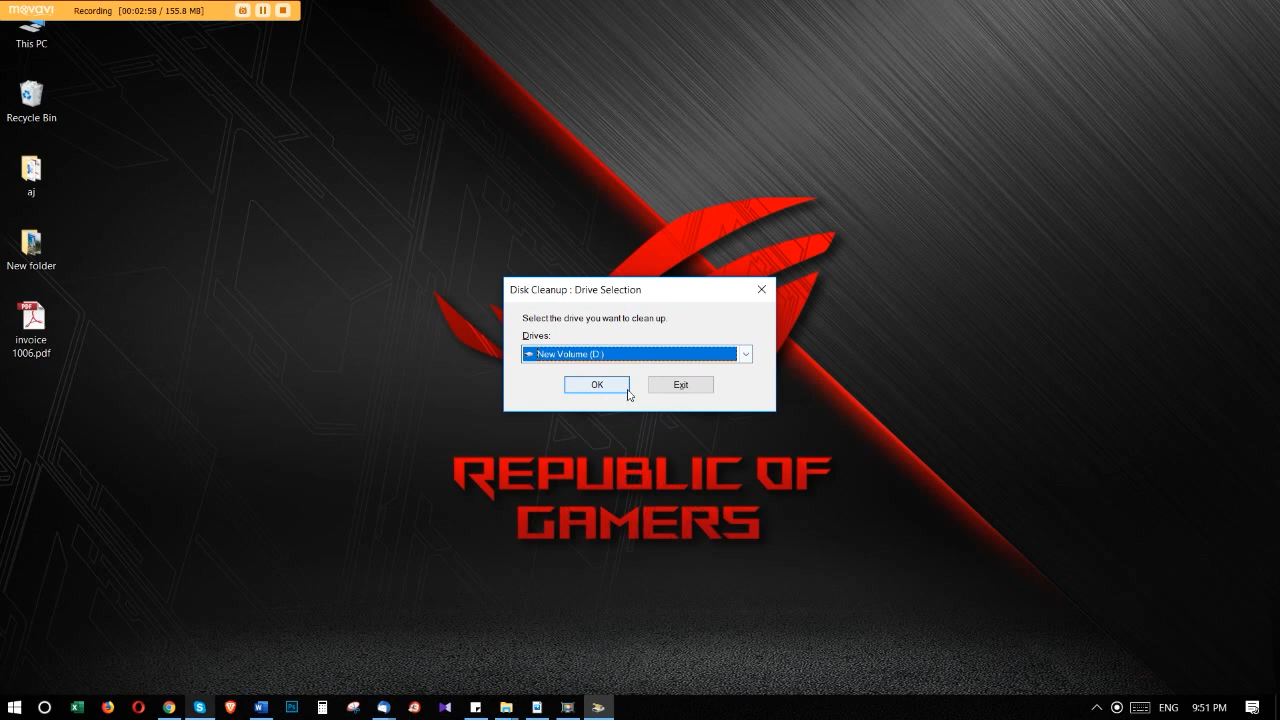 movavi Recording [00:02:58 / 155.8 MB]
This PC
Recycle Bin
aj
New folder
PDF
invoice
1006.pdf
Disk Cleanup : Drive Selection
Select the drive you want to clean up.
Drives:
New Volume (D:)
OK
Exit
REPUBLIC OF
GAMERS
ENG
9:51 PM